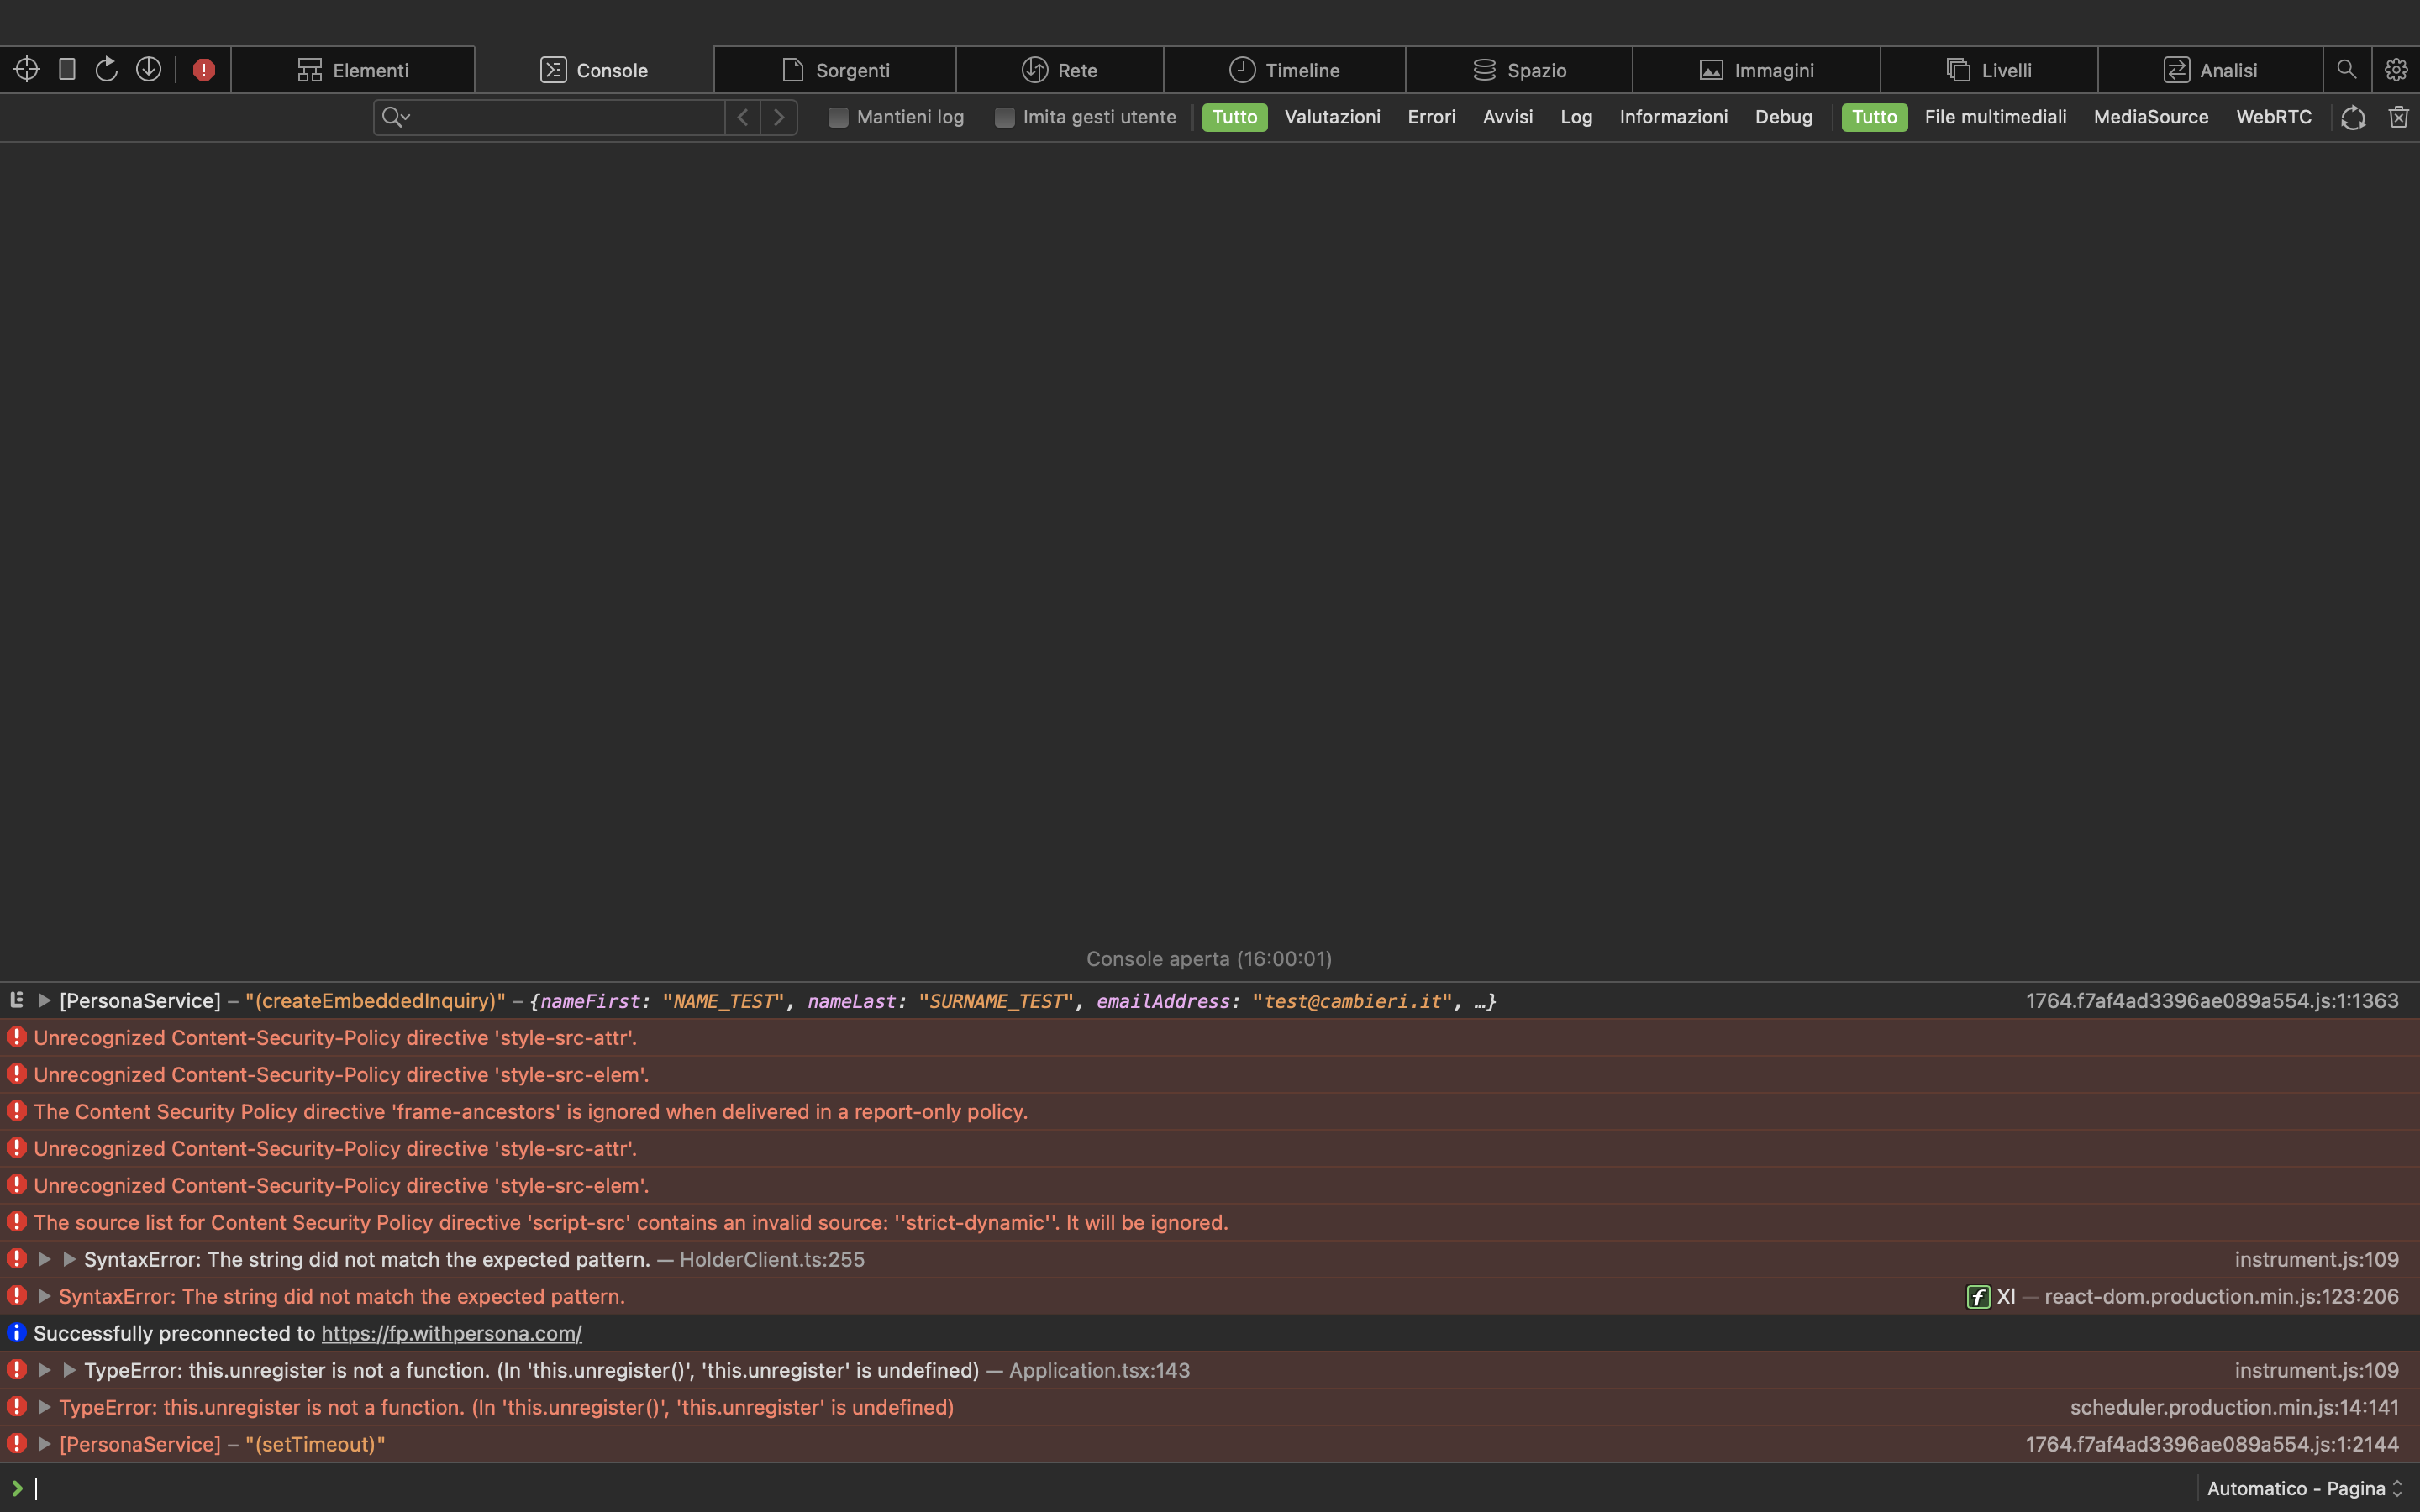 Elementi Console Sorgenti Rete Timeline Spazio Immagini Livelli Analisi
Mantieni log Imita gesti utente Tutto Valutazioni Errori Avvisi Log Informazioni Debug Tutto File multimediali MediaSource WebRTC
Console aperta (16:00:01)
[PersonaService] – "(createEmbeddedInquiry)" – {nameFirst: "NAME_TEST", nameLast: "SURNAME_TEST", emailAddress: "test@cambieri.it", …} 1764.f7af4ad3396ae089a554.js:1:1363
Unrecognized Content-Security-Policy directive 'style-src-attr'.
Unrecognized Content-Security-Policy directive 'style-src-elem'.
The Content Security Policy directive 'frame-ancestors' is ignored when delivered in a report-only policy.
Unrecognized Content-Security-Policy directive 'style-src-attr'.
Unrecognized Content-Security-Policy directive 'style-src-elem'.
The source list for Content Security Policy directive 'script-src' contains an invalid source: ''strict-dynamic''. It will be ignored.
SyntaxError: The string did not match the expected pattern. — HolderClient.ts:255 instrument.js:109
SyntaxError: The string did not match the expected pattern. f Xl — react-dom.production.min.js:123:206
Successfully preconnected to https://fp.withpersona.com/
TypeError: this.unregister is not a function. (In 'this.unregister()', 'this.unregister' is undefined) — Application.tsx:143 instrument.js:109
TypeError: this.unregister is not a function. (In 'this.unregister()', 'this.unregister' is undefined) scheduler.production.min.js:14:141
[PersonaService] – "(setTimeout)" 1764.f7af4ad3396ae089a554.js:1:2144
Automatico - Pagina